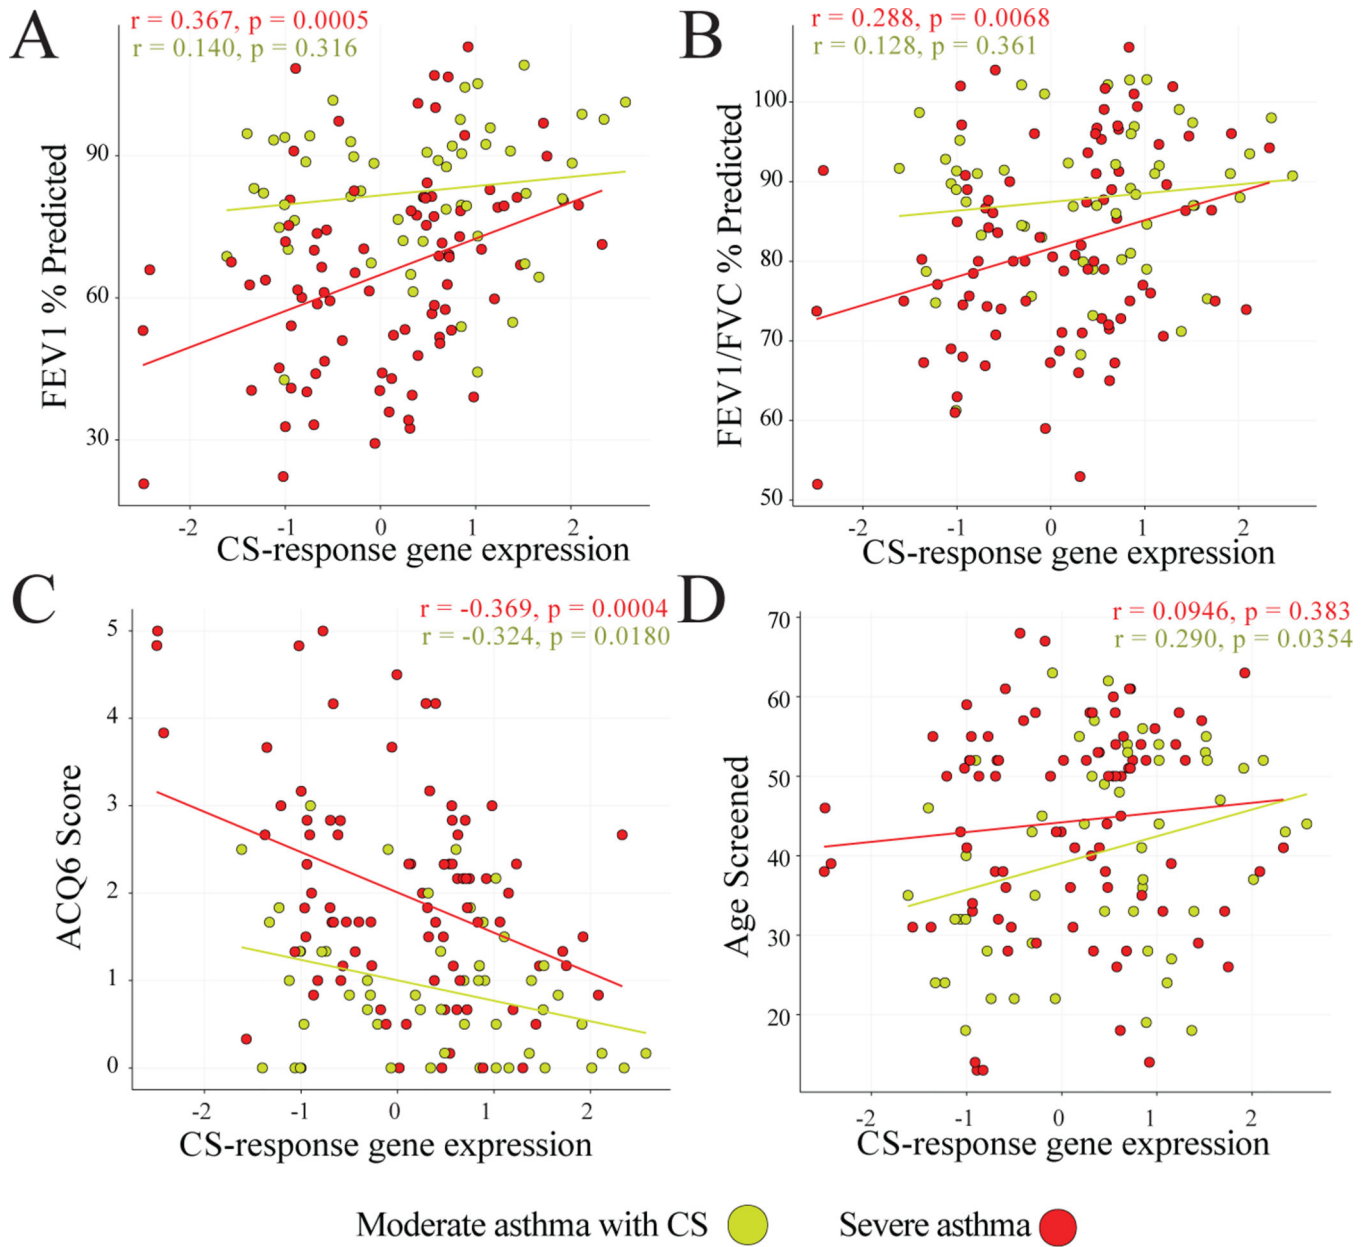 A
r = 0.367, p = 0.0005
r = 0.140, p = 0.316
FEV1 % Predicted
90
60
30
-2 -1 0 1 2
CS-response gene expression
B
r = 0.288, p = 0.0068
r = 0.128, p = 0.361
FEV1/FVC % Predicted
100
90
80
70
60
50
-2 -1 0 1 2
CS-response gene expression
C
r = -0.369, p = 0.0004
r = -0.324, p = 0.0180
ACQ6 Score
5
4
3
2
1
0
-2 -1 0 1 2
CS-response gene expression
D
r = 0.0946, p = 0.383
r = 0.290, p = 0.0354
Age Screened
70
60
50
40
30
20
-2 -1 0 1 2
CS-response gene expression
Moderate asthma with CS
Severe asthma